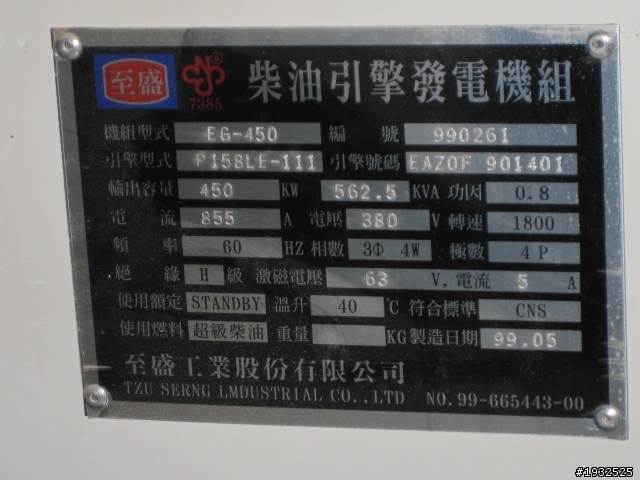 至盛 7385 柴油引擎發電機組
機組型式 EG-450 編號 990261
引擎型式 P158LE-111 引擎號碼 EAZOF 901401
輸出容量 450 KW 562.5 KVA 功因 0.8
電流 855 A 電壓 380 V 轉速 1800
頻率 60 HZ 相數 3Φ 4W 極數 4P
絕緣 H 級 激磁電壓 63 V. 電流 5 A
使用額定 STANDBY 溫升 40 ℃ 符合標準 CNS
使用燃料 超級柴油 重量 KG 製造日期 99.05
至盛工業股份有限公司
TZU SERNG LMDUSTRIAL CO.,LTD NO.99-665443-00
#1932525